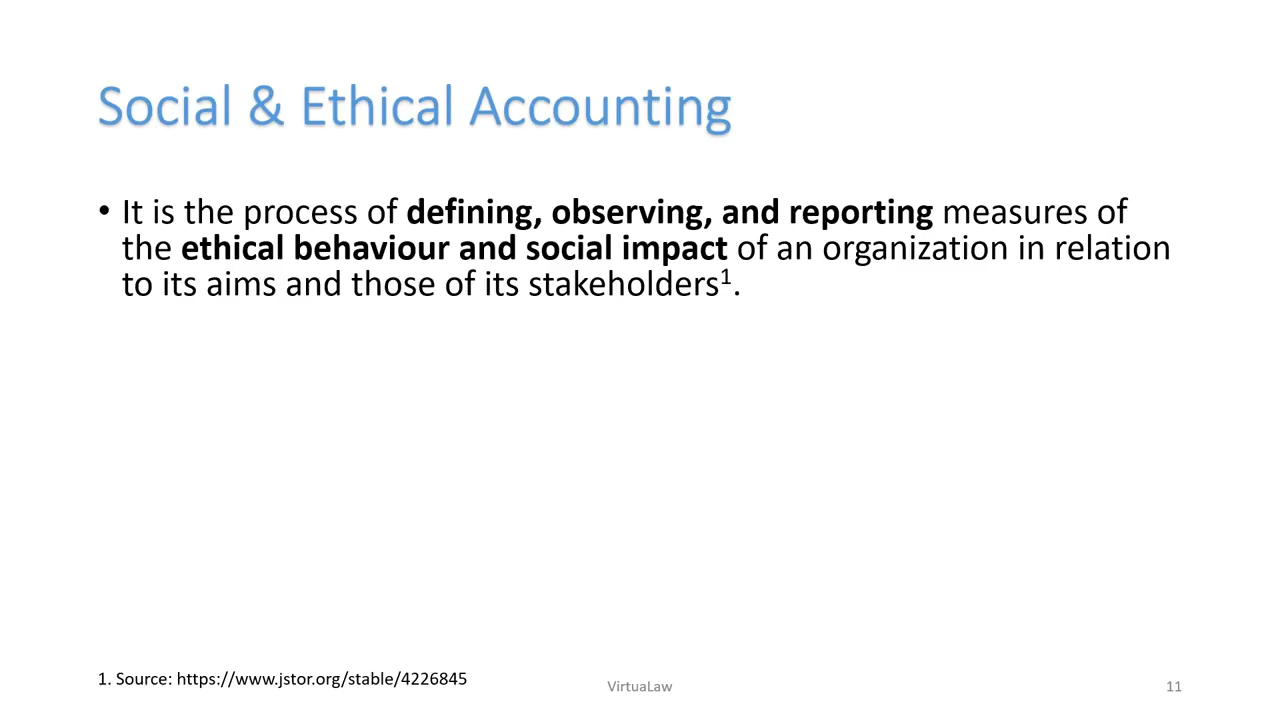 Social & Ethical Accounting
• It is the process of defining, observing, and reporting measures of
the ethical behaviour and social impact of an organization in relation
to its aims and those of its stakeholders¹.
1. Source: https://www.jstor.org/stable/4226845
VirtuaLaw
11